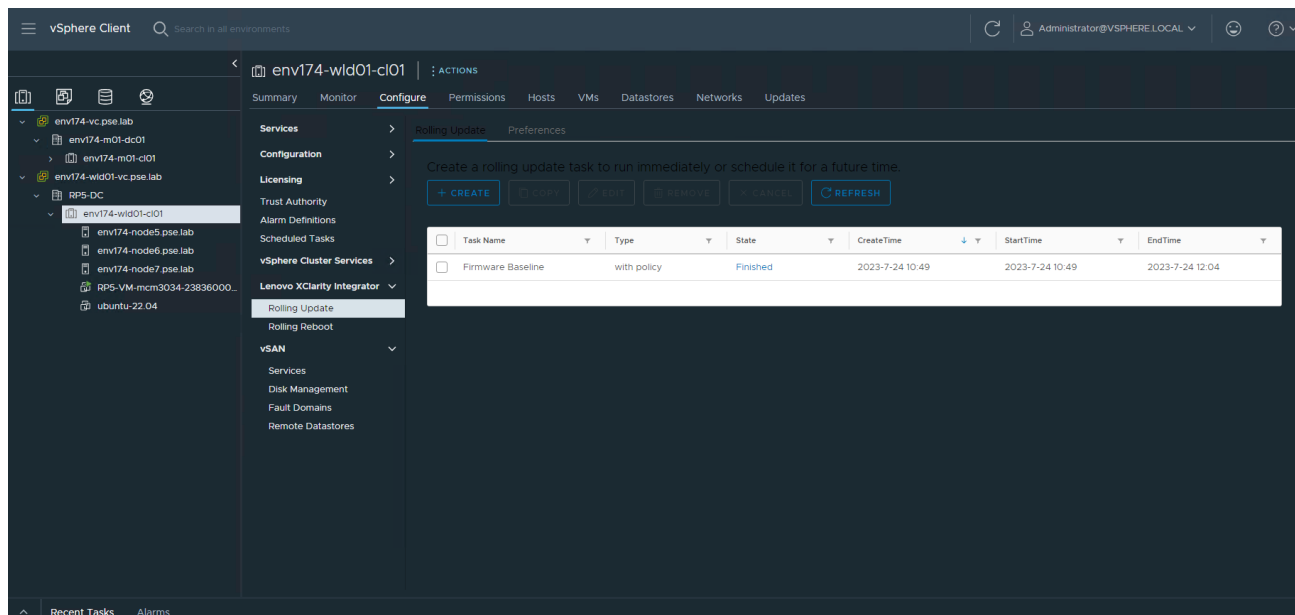 vSphere Client Search in all environments Administrator@VSPHERE.LOCAL
env174-wld01-cl01 ACTIONS
Summary Monitor Configure Permissions Hosts VMs Datastores Networks Updates
env174-vc.pse.lab
env174-m01-dc01
env174-m01-cl01
env174-wld01-vc.pse.lab
RP5-DC
env174-wld01-cl01
env174-node5.pse.lab
env174-node6.pse.lab
env174-node7.pse.lab
RP5-VM-mcm3034-23836000...
ubuntu-22.04
Services
Configuration
Licensing
Trust Authority
Alarm Definitions
Scheduled Tasks
vSphere Cluster Services
Lenovo XClarity Integrator
Rolling Update
Rolling Reboot
vSAN
Services
Disk Management
Fault Domains
Remote Datastores
Rolling Update Preferences
Create a rolling update task to run immediately or schedule it for a future time.
+ CREATE COPY EDIT REMOVE × CANCEL REFRESH
Task Name Type State CreateTime StartTime EndTime
Firmware Baseline with policy Finished 2023-7-24 10:49 2023-7-24 10:49 2023-7-24 12:04
Recent Tasks Alarms